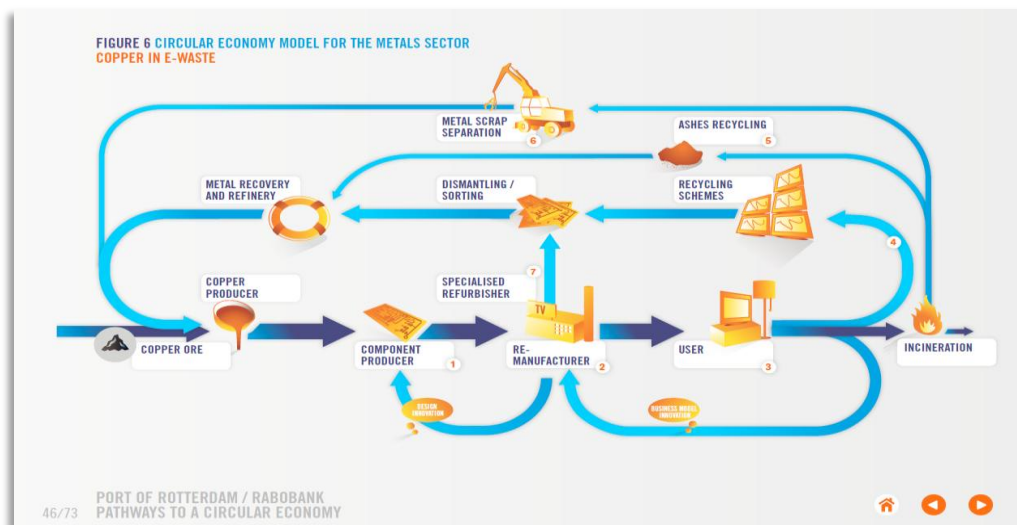 FIGURE 6 CIRCULAR ECONOMY MODEL FOR THE METALS SECTOR
COPPER IN E-WASTE
METAL SCRAP
SEPARATION
6
ASHES RECYCLING
5
METAL RECOVERY
AND REFINERY
DISMANTLING /
SORTING
RECYCLING
SCHEMES
4
COPPER
PRODUCER
SPECIALISED
REFURBISHER
7
TV
COPPER ORE
COMPONENT
PRODUCER
1
RE-
MANUFACTURER
2
USER
3
INCINERATION
DESIGN
INNOVATION
BUSINESS MODEL
INNOVATION
PORT OF ROTTERDAM / RABOBANK
46/73 PATHWAYS TO A CIRCULAR ECONOMY